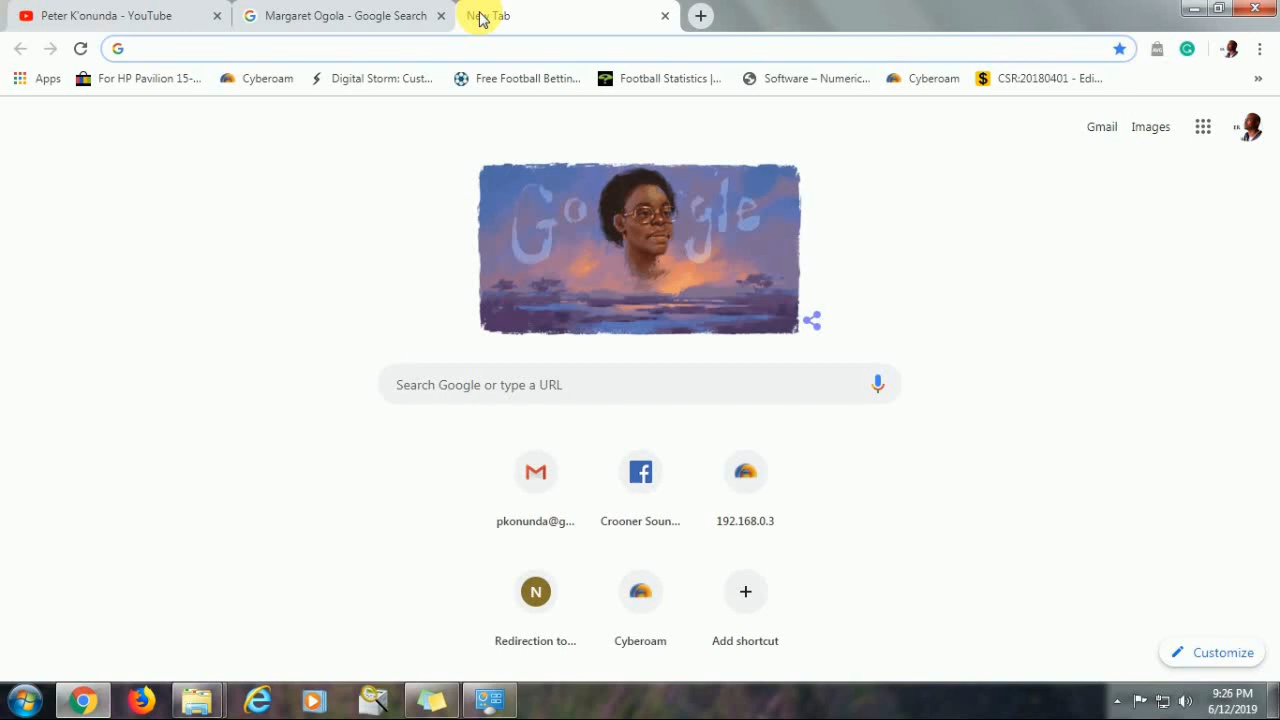 Peter K'onunda - YouTube
Margaret Ogola - Google Search
Tab
Apps
For HP Pavilion 15-...
Cyberoam
Digital Storm: Cust...
Free Football Bettin...
Football Statistics |...
Software – Numeric...
Cyberoam
CSR:20180401 - Edi...
Gmail
Images
Google
Search Google or type a URL
pkonunda@g...
Crooner Soun...
192.168.0.3
N
Redirection to...
Cyberoam
Add shortcut
Customize
9:26 PM
6/12/2019